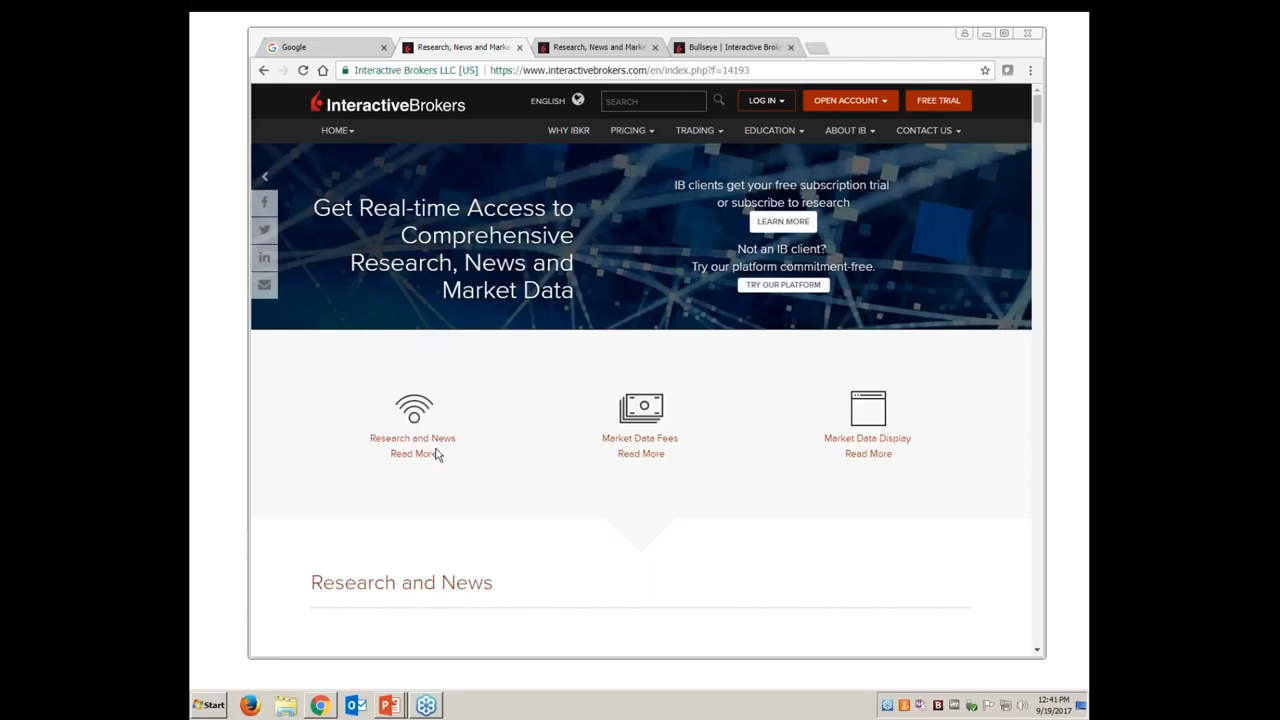 Google
Research, News and Marke
Research, News and Marke
Bullseye | Interactive Brok
Interactive Brokers LLC [US]
https://www.interactivebrokers.com/en/index.php?f=14193
InteractiveBrokers
ENGLISH
SEARCH
LOG IN
OPEN ACCOUNT
FREE TRIAL
HOME
WHY IBKR
PRICING
TRADING
EDUCATION
ABOUT IB
CONTACT US
Get Real-time Access to
Comprehensive
Research, News and
Market Data
IB clients get your free subscription trial
or subscribe to research
LEARN MORE
Not an IB client?
Try our platform commitment-free.
TRY OUR PLATFORM
Research and News
Read More
Market Data Fees
Read More
Market Data Display
Read More
Research and News
Start
12:41 PM
9/19/2017